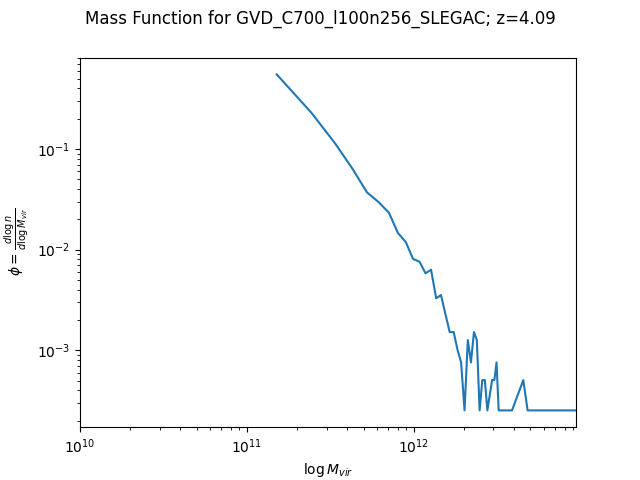 Mass Function for GVD_C700_l100n256_SLEGAC; z=4.09
10⁻¹
10⁻²
10⁻³
ϕ = d log n / d log M_vir
10¹⁰
10¹¹
10¹²
log M_vir